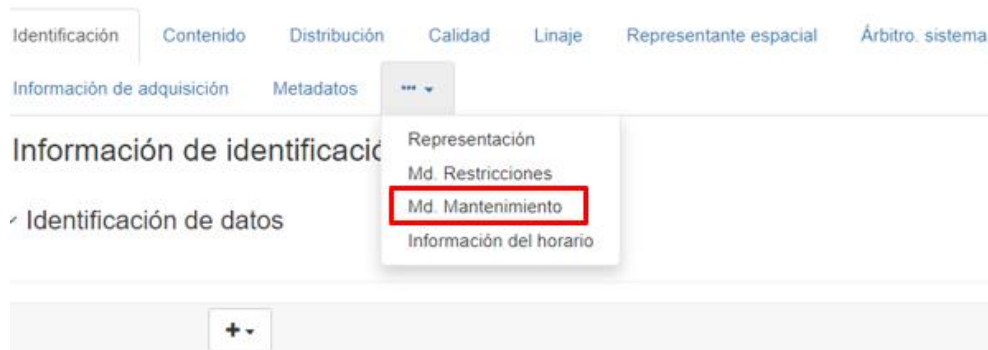 Identificación Contenido Distribución Calidad Linaje Representante espacial Árbitro. sistema
Información de adquisición Metadatos ...
Información de identificació
Identificación de datos
Representación
Md. Restricciones
Md. Mantenimiento
Información del horario
+